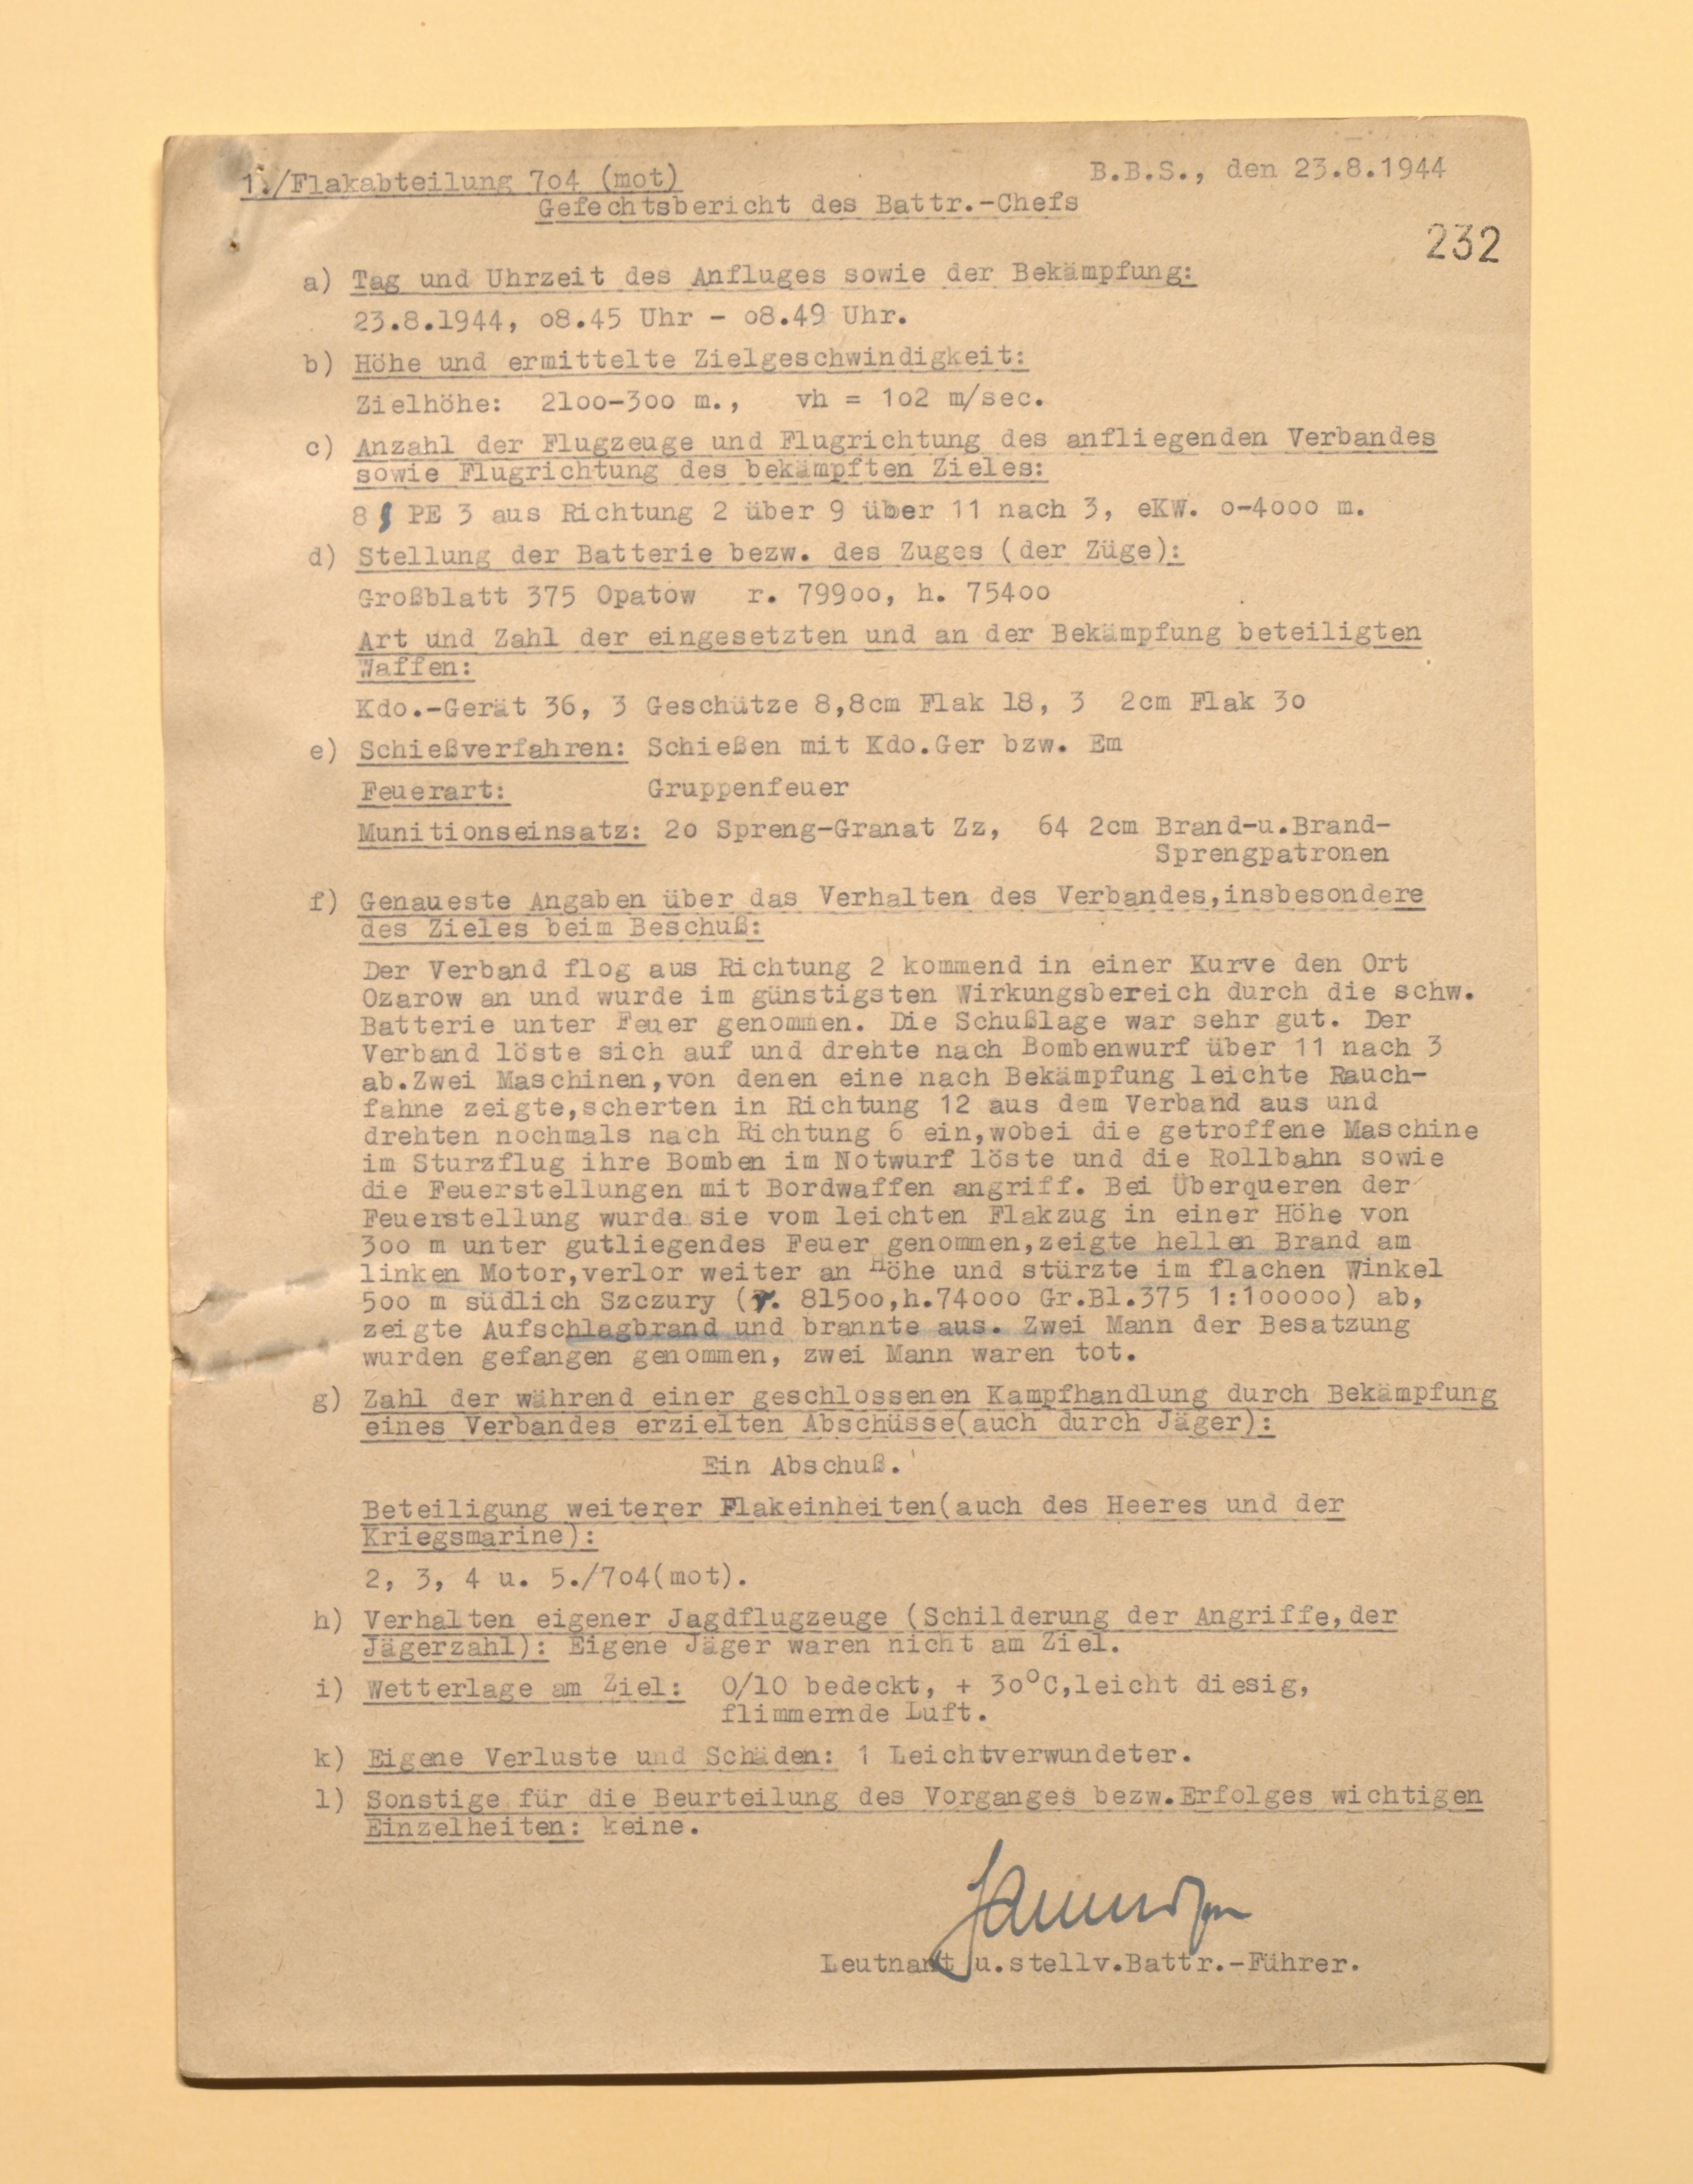 1./Flakabteilung 7o4 (mot)
B.B.S., den 23.8.1944
Gefechtsbericht des Battr.-Chefs
232
a) Tag und Uhrzeit des Anfluges sowie der Bekämpfung:
23.8.1944, o8.45 Uhr - o8.49 Uhr.
b) Höhe und ermittelte Zielgeschwindigkeit:
Zielhöhe: 21oo-3oo m., vh = 1o2 m/sec.
c) Anzahl der Flugzeuge und Flugrichtung des anfliegenden Verbandes
sowie Flugrichtung des bekämpften Zieles:
8 PE 3 aus Richtung 2 über 9 über 11 nach 3, eKW. o-4ooo m.
d) Stellung der Batterie bezw. des Zuges (der Züge):
Großblatt 375 Opatow r. 799oo, h. 754oo
Art und Zahl der eingesetzten und an der Bekämpfung beteiligten
Waffen:
Kdo.-Gerät 36, 3 Geschütze 8,8cm Flak 18, 3 2cm Flak 3o
e) Schießverfahren: Schießen mit Kdo.Ger bzw. Em
Feuerart: Gruppenfeuer
Munitionseinsatz: 2o Spreng-Granat Zz, 64 2cm Brand-u.Brand-
Sprengpatronen
f) Genaueste Angaben über das Verhalten des Verbandes,insbesondere
des Zieles beim Beschuß:
Der Verband flog aus Richtung 2 kommend in einer Kurve den Ort
Ozarow an und wurde im günstigsten Wirkungsbereich durch die schw.
Batterie unter Feuer genommen. Die Schußlage war sehr gut. Der
Verband löste sich auf und drehte nach Bombenwurf über 11 nach 3
ab.Zwei Maschinen,von denen eine nach Bekämpfung leichte Rauch-
fahne zeigte,scherten in Richtung 12 aus dem Verband aus und
drehten nochmals nach Richtung 6 ein,wobei die getroffene Maschine
im Sturzflug ihre Bomben im Notwurf löste und die Rollbahn sowie
die Feuerstellungen mit Bordwaffen angriff. Bei Überqueren der
Feuerstellung wurde sie vom leichten Flakzug in einer Höhe von
3oo m unter gutliegendes Feuer genommen,zeigte hellen Brand am
linken Motor,verlor weiter an Höhe und stürzte im flachen Winkel
5oo m südlich Szczury (r. 815oo,h.74ooo Gr.Bl.375 1:1ooooo) ab,
zeigte Aufschlagbrand und brannte aus. Zwei Mann der Besatzung
wurden gefangen genommen, zwei Mann waren tot.
g) Zahl der während einer geschlossenen Kampfhandlung durch Bekämpfung
eines Verbandes erzielten Abschüsse(auch durch Jäger):
Ein Abschuß.
Beteiligung weiterer Flakeinheiten(auch des Heeres und der
Kriegsmarine):
2, 3, 4 u. 5./7o4(mot).
h) Verhalten eigener Jagdflugzeuge (Schilderung der Angriffe,der
Jägerzahl): Eigene Jäger waren nicht am Ziel.
i) Wetterlage am Ziel: 0/10 bedeckt, + 3o°C,leicht diesig,
flimmernde Luft.
k) Eigene Verluste und Schäden: 1 Leichtverwundeter.
l) Sonstige für die Beurteilung des Vorganges bezw.Erfolges wichtigen
Einzelheiten: keine.
Leutnant u.stellv.Battr.-Führer.